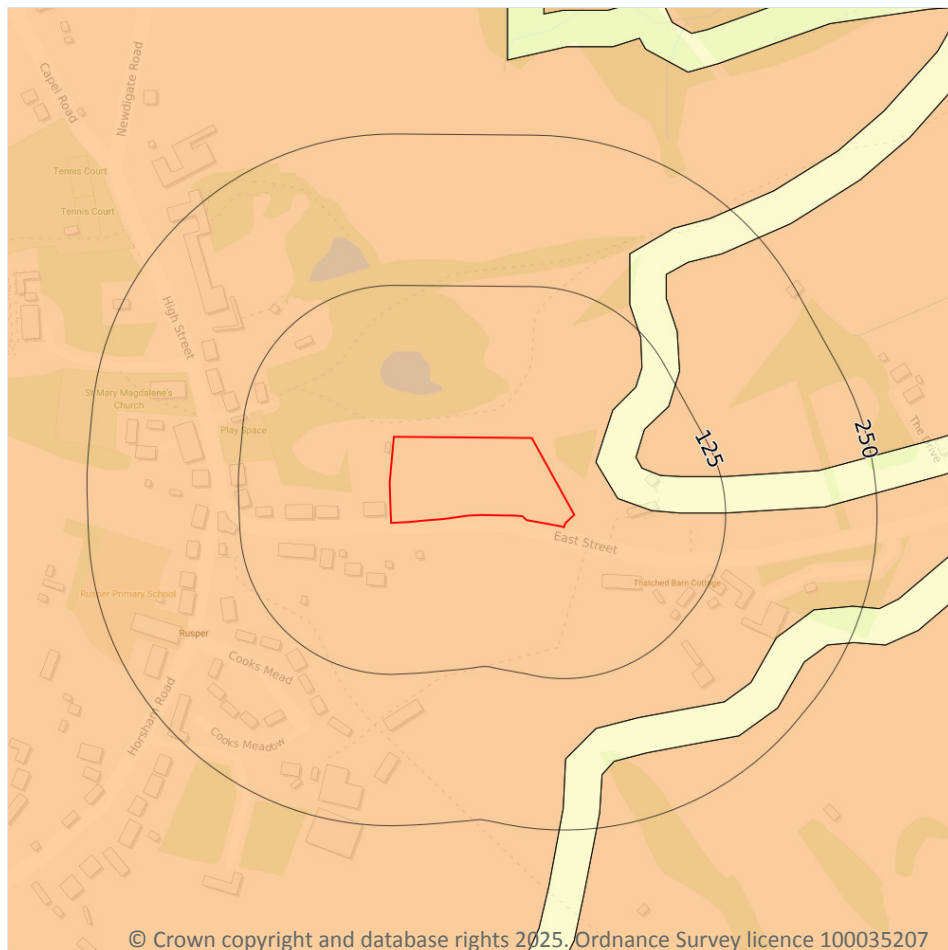 Capel Road
Newdigate Road
Tennis Court
Tennis Court
High Street
St Mary Magdalene's
Church
Play Space
125
250
The Drive
East Street
Thatched Barn Cottage
Rusper Primary School
Rusper
Cooks Mead
Horsham Road
Cooks Meadow
© Crown copyright and database rights 2025. Ordnance Survey licence 100035207